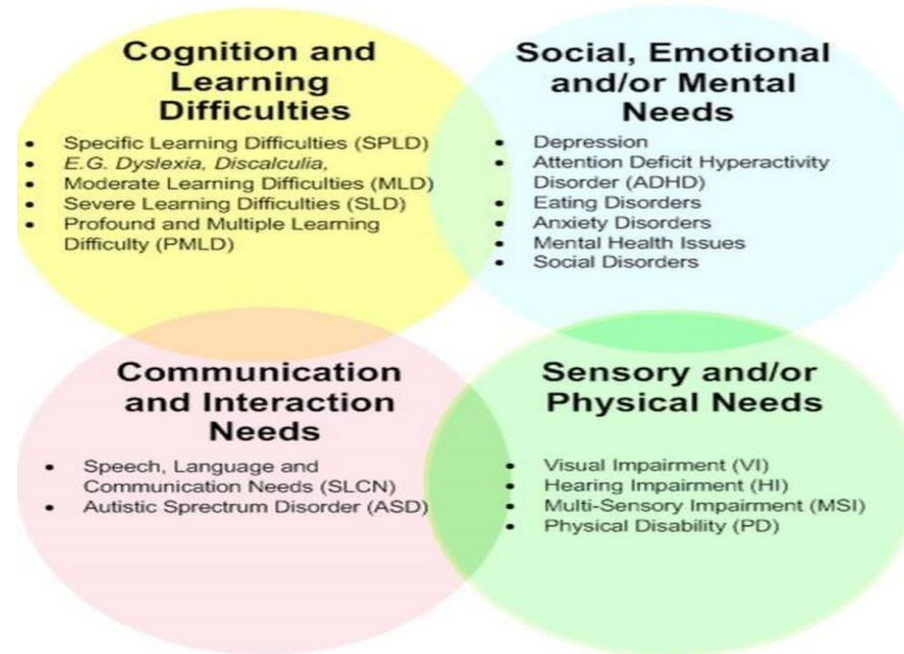 Cognition and
Learning
Difficulties
• Specific Learning Difficulties (SPLD)
• E.G. Dyslexia, Discalculia,
• Moderate Learning Difficulties (MLD)
• Severe Learning Difficulties (SLD)
• Profound and Multiple Learning
Difficulty (PMLD)
Social, Emotional
and/or Mental
Needs
• Depression
• Attention Deficit Hyperactivity
Disorder (ADHD)
• Eating Disorders
• Anxiety Disorders
• Mental Health Issues
• Social Disorders
Communication
and Interaction
Needs
• Speech, Language and
Communication Needs (SLCN)
• Autistic Sprectrum Disorder (ASD)
Sensory and/or
Physical Needs
• Visual Impairment (VI)
• Hearing Impairment (HI)
• Multi-Sensory Impairment (MSI)
• Physical Disability (PD)